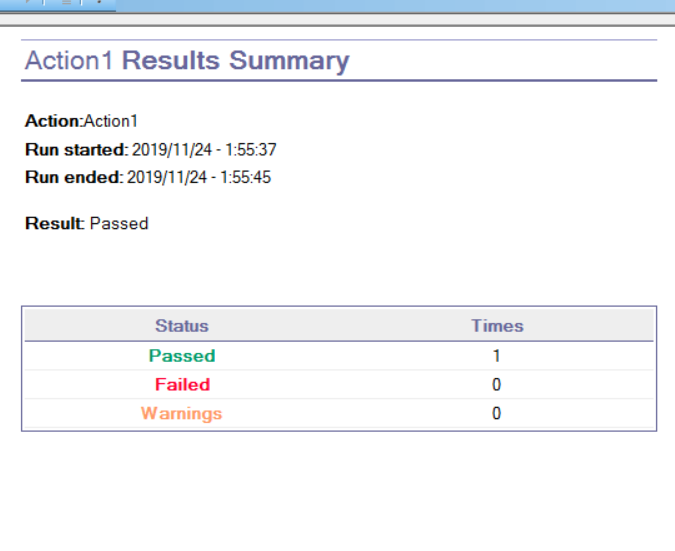 Action1 Results Summary
Action:Action1
Run started: 2019/11/24 - 1:55:37
Run ended: 2019/11/24 - 1:55:45
Result: Passed
Status Times
Passed 1
Failed 0
Warnings 0